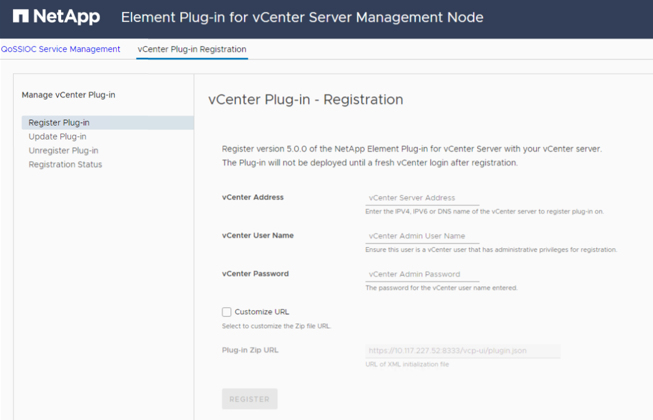 NetApp Element Plug-in for vCenter Server Management Node
QoSSIOC Service Management vCenter Plug-in Registration
Manage vCenter Plug-in
Register Plug-in
Update Plug-in
Unregister Plug-in
Registration Status
vCenter Plug-in - Registration
Register version 5.0.0 of the NetApp Element Plug-in for vCenter Server with your vCenter server.
The Plug-in will not be deployed until a fresh vCenter login after registration.
vCenter Address vCenter Server Address
Enter the IPV4, IPV6 or DNS name of the vCenter server to register plug-in on.
vCenter User Name vCenter Admin User Name
Ensure this user is a vCenter user that has administrative privileges for registration.
vCenter Password vCenter Admin Password
The password for the vCenter user name entered.
Customize URL
Select to customize the Zip file URL.
Plug-in Zip URL https://10.117.227.52:8333/vcp-ui/plugin.json
URL of XML initialization file
REGISTER